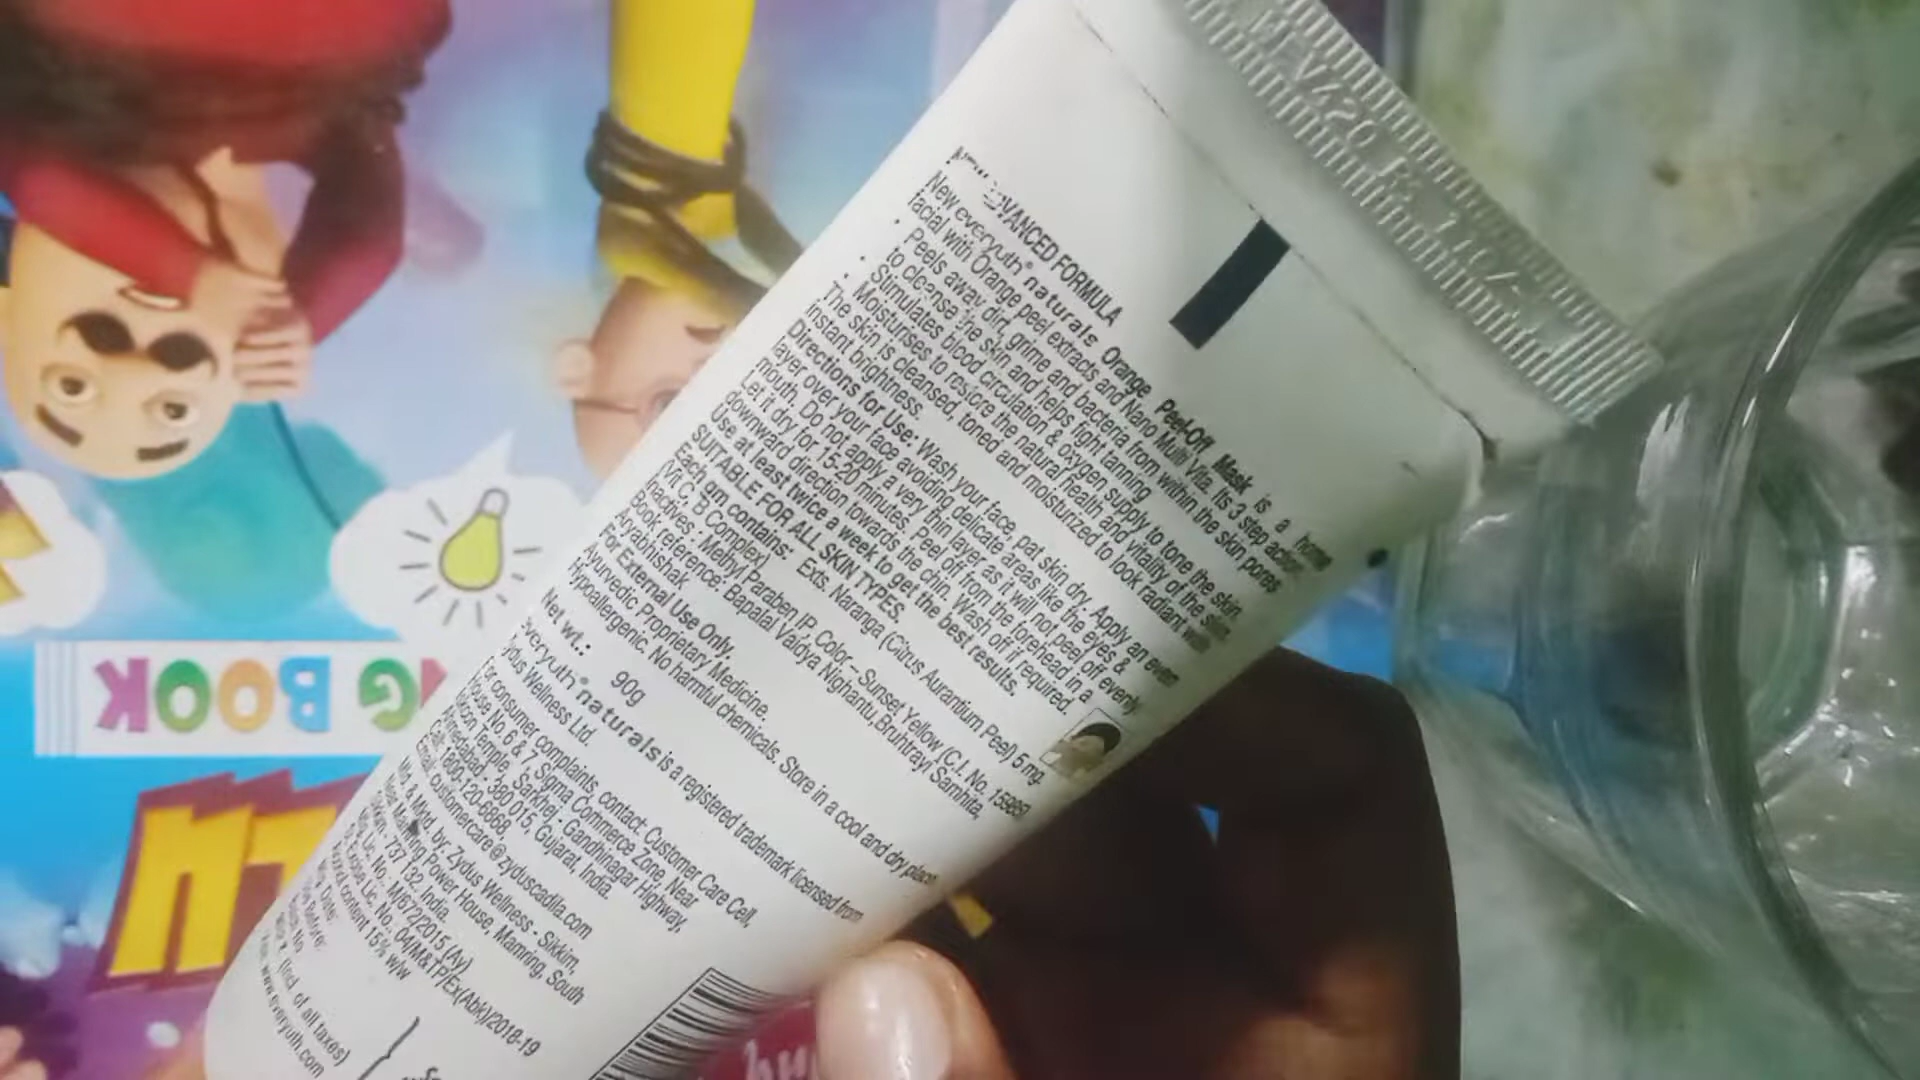 ADVANCED FORMULA
New everyuth® naturals Orange Peel-Off Mask is a home
facial with Orange peel extracts and Nano Multi Vita. Its 3 step action:
• Peels away dirt, grime and bacteria from within the skin pores
to cleanse the skin and helps fight tanning
• Stimulates blood circulation & oxygen supply to tone the skin
• Moisturises to restore the natural health and vitality of the skin.
The skin is cleansed, toned and moisturized to look radiant with
instant brightness.
Directions for Use: Wash your face, pat skin dry. Apply an even
layer over your face avoiding delicate areas like the eyes &
mouth. Do not apply a very thin layer as it will not peel off evenly.
Let it dry for 15-20 minutes. Peel off from the forehead in a
downward direction towards the chin. Wash off if required.
Use at least twice a week to get the best results.
SUITABLE FOR ALL SKIN TYPES.
Each gm contains: Exts. Naranga (Citrus Aurantium Peel) 5 mg.
(Vit C, B Complex)
Inactives : Methyl Paraben IP. Color – Sunset Yellow (C.I. No. 15985)
Book reference: Bapalal Vaidya Nighantu, Bruhtrayi Samhita,
Aryabhishak.
For External Use Only.
Ayurvedic Proprietary Medicine.
Hypoallergenic. No harmful chemicals. Store in a cool and dry place
Net wt.: 90g
everyuth® naturals is a registered trademark licensed from
Zydus Wellness Ltd.
For consumer complaints, contact: Customer Care Cell,
House No. 6 & 7, Sigma Commerce Zone, Near
Iskcon Temple, Sarkhej - Gandhinagar Highway,
Ahmedabad - 380 015, Gujarat, India.
Call: 1800-120-6868,
Email: customercare@zyduscadila.com
Mktd. by: Zydus Wellness - Sikkim,
Near Mamring Power House, Mamring, South
Sikkim - 737 132, India.
Lic. No.: M/672/2015 (Ay)
Excise Lic. No.: 04/M&TP/Ex(Abk)/2018-19
content 15% w/w
Date:
Before:
No.
(Incl. of all taxes)
www.everyuth.com
BOOK